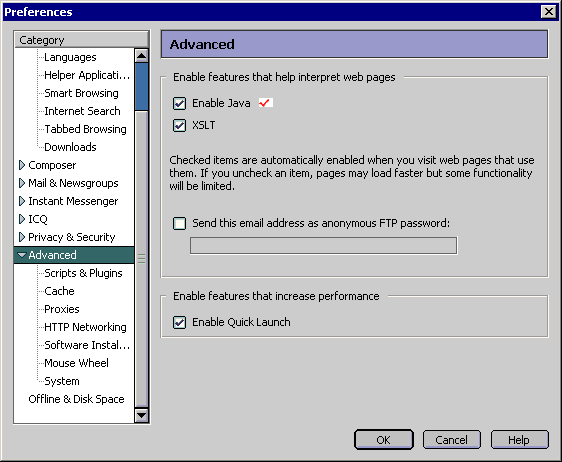 Preferences
Category
Languages
Helper Applicati...
Smart Browsing
Internet Search
Tabbed Browsing
Downloads
Composer
Mail & Newsgroups
Instant Messenger
ICQ
Privacy & Security
Advanced
Scripts & Plugins
Cache
Proxies
HTTP Networking
Software Instal...
Mouse Wheel
System
Offline & Disk Space
Advanced
Enable features that help interpret web pages
Enable Java
XSLT
Checked items are automatically enabled when you visit web pages that use
them. If you uncheck an item, pages may load faster but some functionality
will be limited.
Send this email address as anonymous FTP password:
Enable features that increase performance
Enable Quick Launch
OK
Cancel
Help